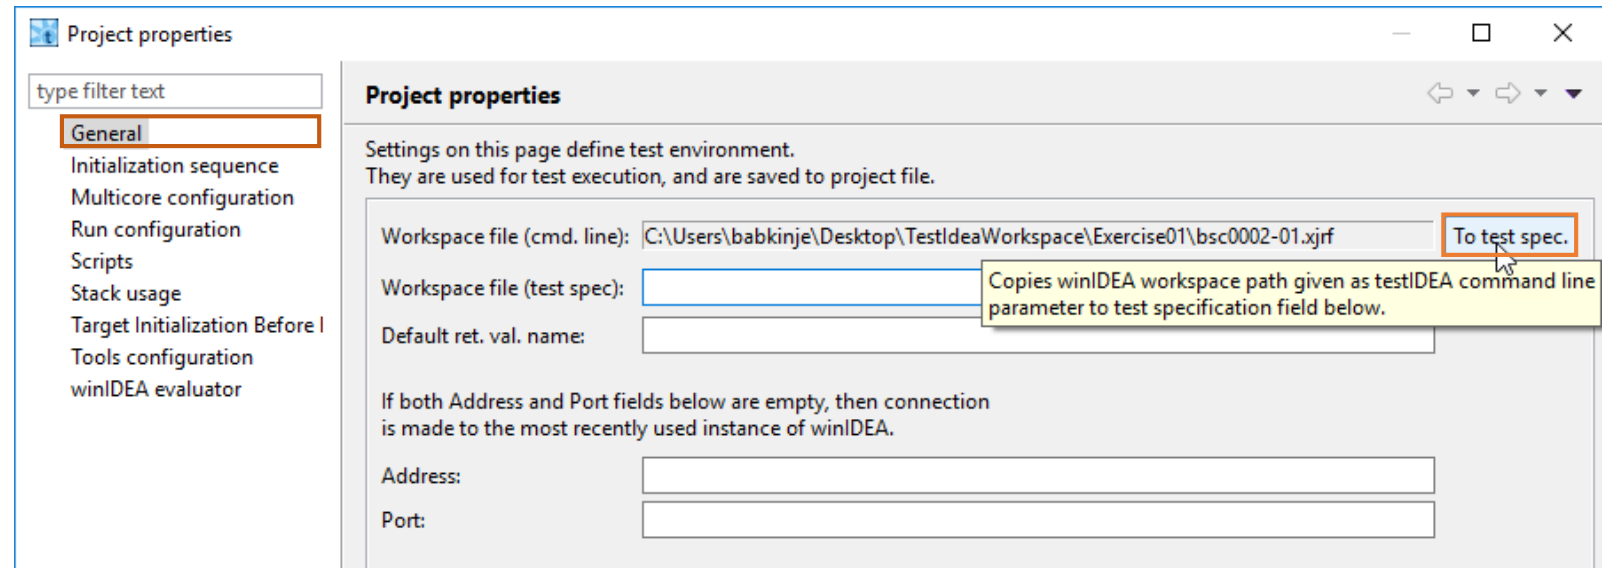 Project properties
type filter text
General
Initialization sequence
Multicore configuration
Run configuration
Scripts
Stack usage
Target Initialization Before
Tools configuration
winIDEA evaluator
Project properties
Settings on this page define test environment.
They are used for test execution, and are saved to project file.
Workspace file (cmd. line): C:\Users\babkinje\Desktop\TestIdeaWorkspace\Exercise01\bsc0002-01.xjrf To test spec.
Workspace file (test spec):
Copies winIDEA workspace path given as testIDEA command line
parameter to test specification field below.
Default ret. val. name:
If both Address and Port fields below are empty, then connection
is made to the most recently used instance of winIDEA.
Address:
Port: